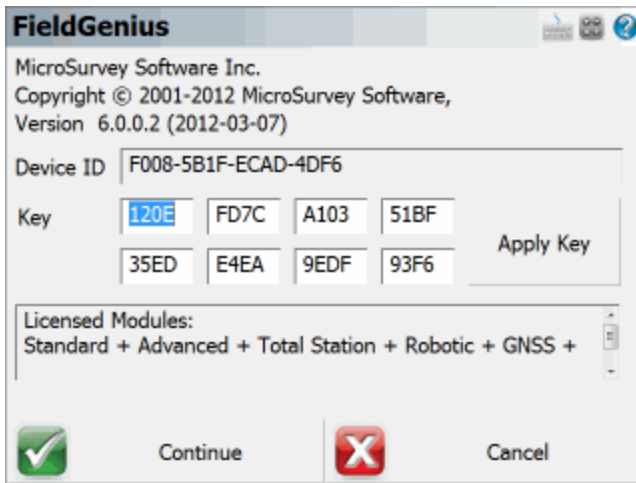 FieldGenius
MicroSurvey Software Inc.
Copyright © 2001-2012 MicroSurvey Software,
Version 6.0.0.2 (2012-03-07)
Device ID F008-5B1F-ECAD-4DF6
Key 120E FD7C A103 51BF
Apply Key
35ED E4EA 9EDF 93F6
Licensed Modules:
Standard + Advanced + Total Station + Robotic + GNSS +
Continue Cancel